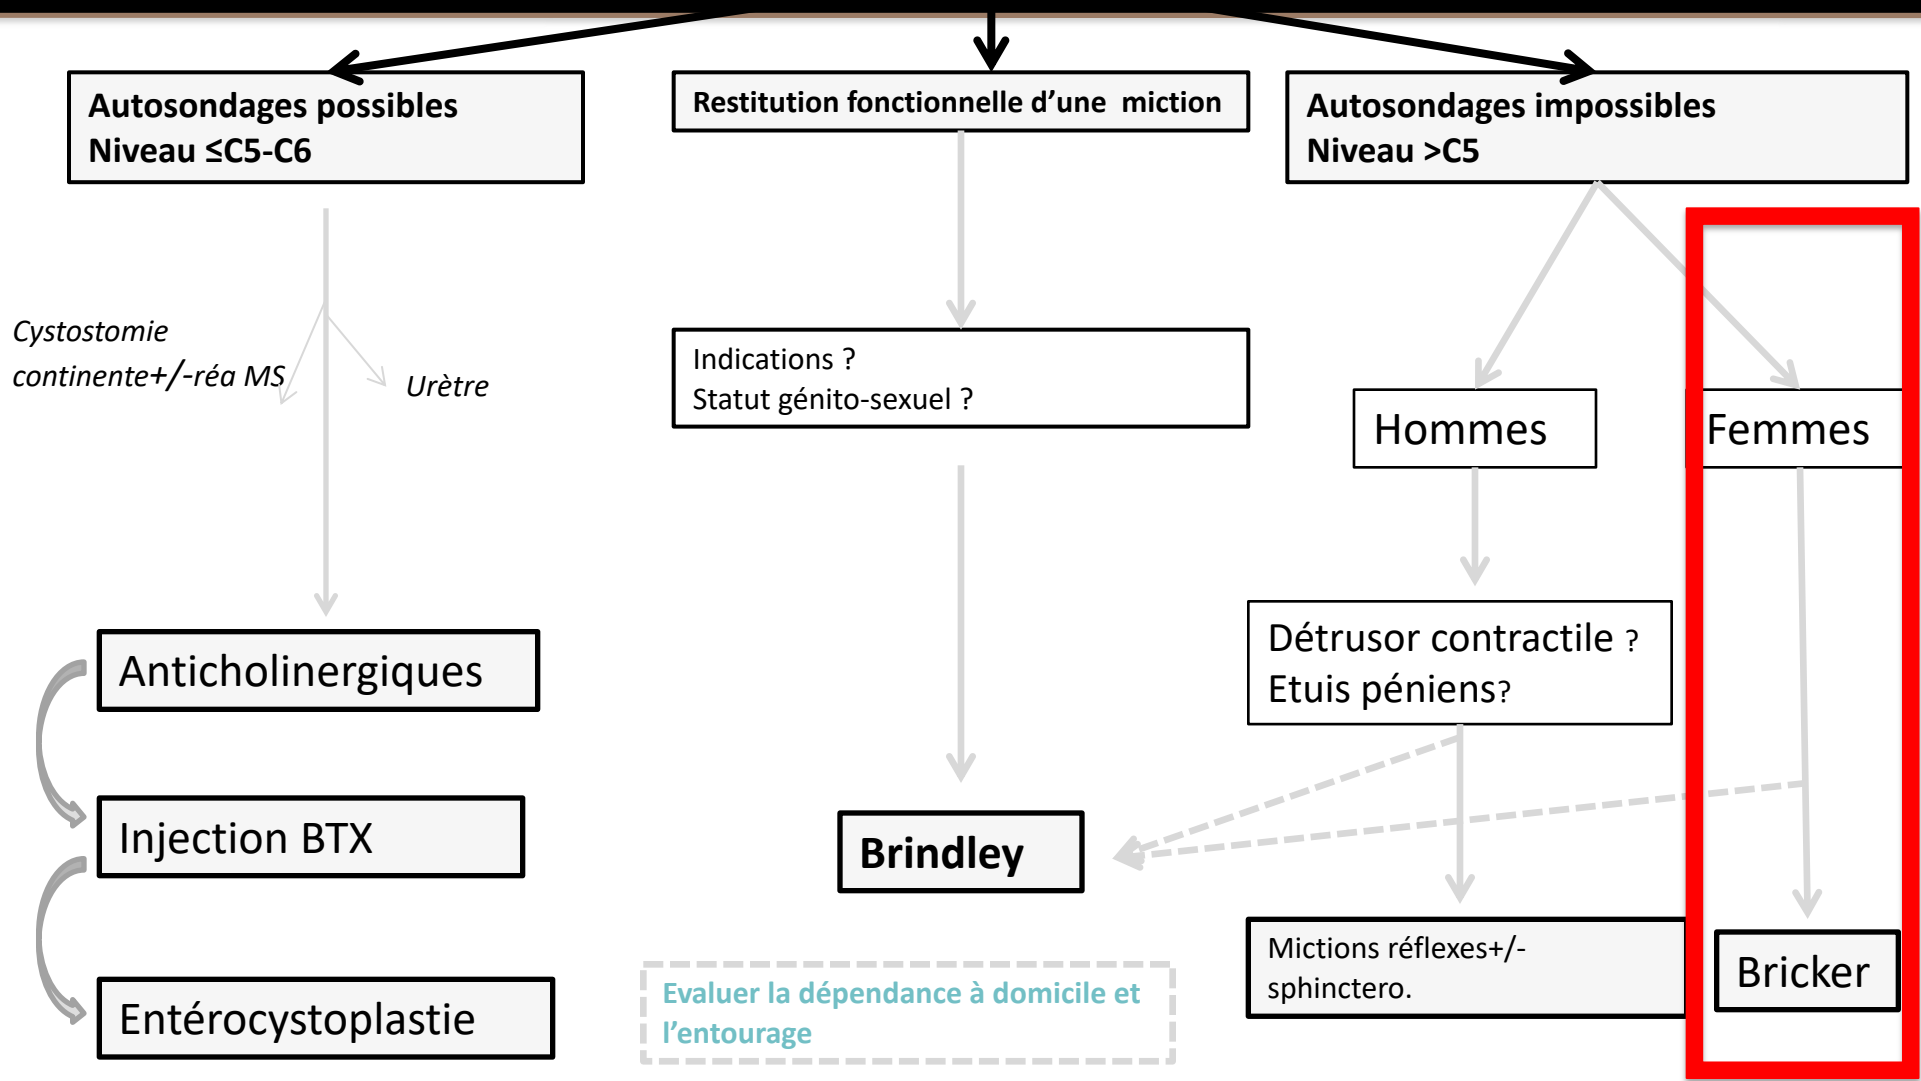 Autosondages possibles
Niveau ≤C5-C6
Restitution fonctionnelle d’une miction
Autosondages impossibles
Niveau >C5
Cystostomie
continente+/-réa MS
Urètre
Indications ?
Statut génito-sexuel ?
Hommes
Femmes
Détrusor contractile ?
Etuis péniens?
Anticholinergiques
Injection BTX
Entérocystoplastie
Brindley
Mictions réflexes+/-
sphinctero.
Bricker
Evaluer la dépendance à domicile et
l’entourage